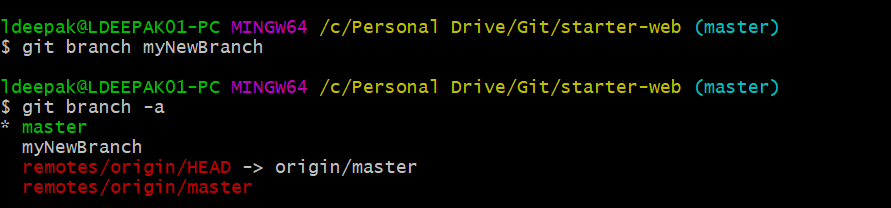 ldeepak@LDEEPAK01-PC MINGW64 /c/Personal Drive/Git/starter-web (master)
$ git branch myNewBranch
ldeepak@LDEEPAK01-PC MINGW64 /c/Personal Drive/Git/starter-web (master)
$ git branch -a
* master
  myNewBranch
  remotes/origin/HEAD -> origin/master
  remotes/origin/master